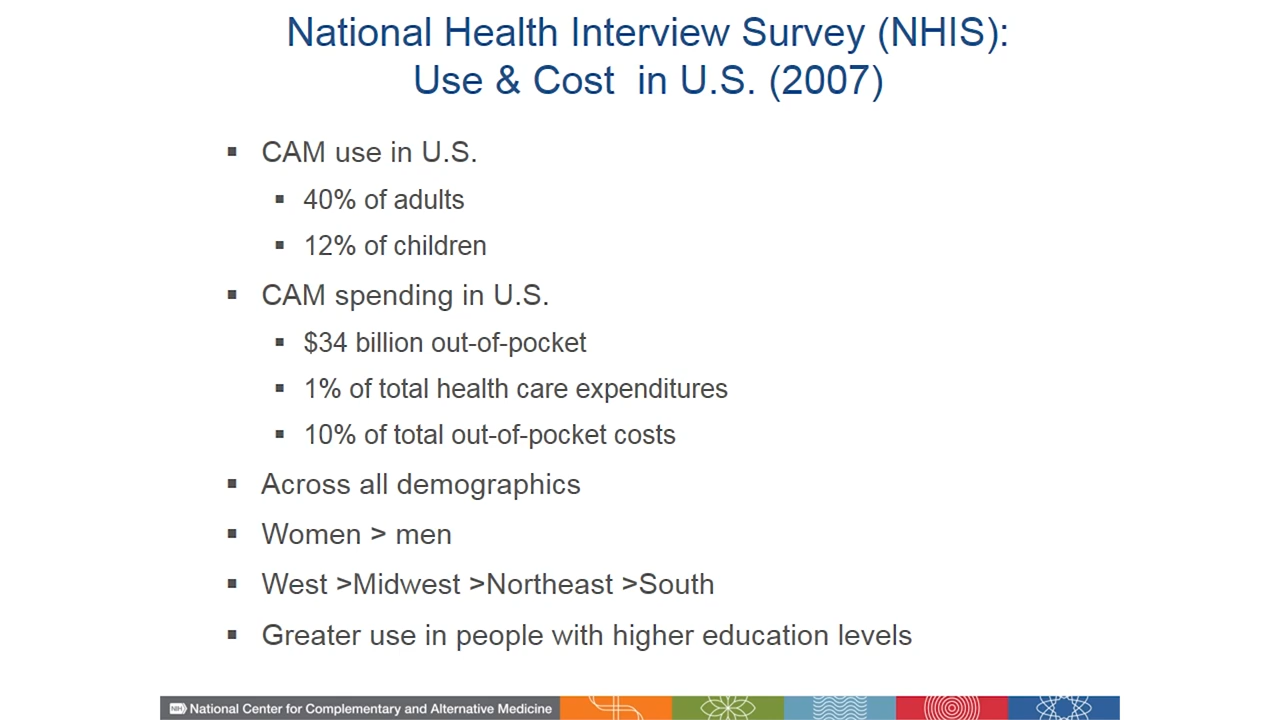 National Health Interview Survey (NHIS):
Use & Cost in U.S. (2007)
▪ CAM use in U.S.
▪ 40% of adults
▪ 12% of children
▪ CAM spending in U.S.
▪ $34 billion out-of-pocket
▪ 1% of total health care expenditures
▪ 10% of total out-of-pocket costs
▪ Across all demographics
▪ Women > men
▪ West >Midwest >Northeast >South
▪ Greater use in people with higher education levels
NIH National Center for Complementary and Alternative Medicine